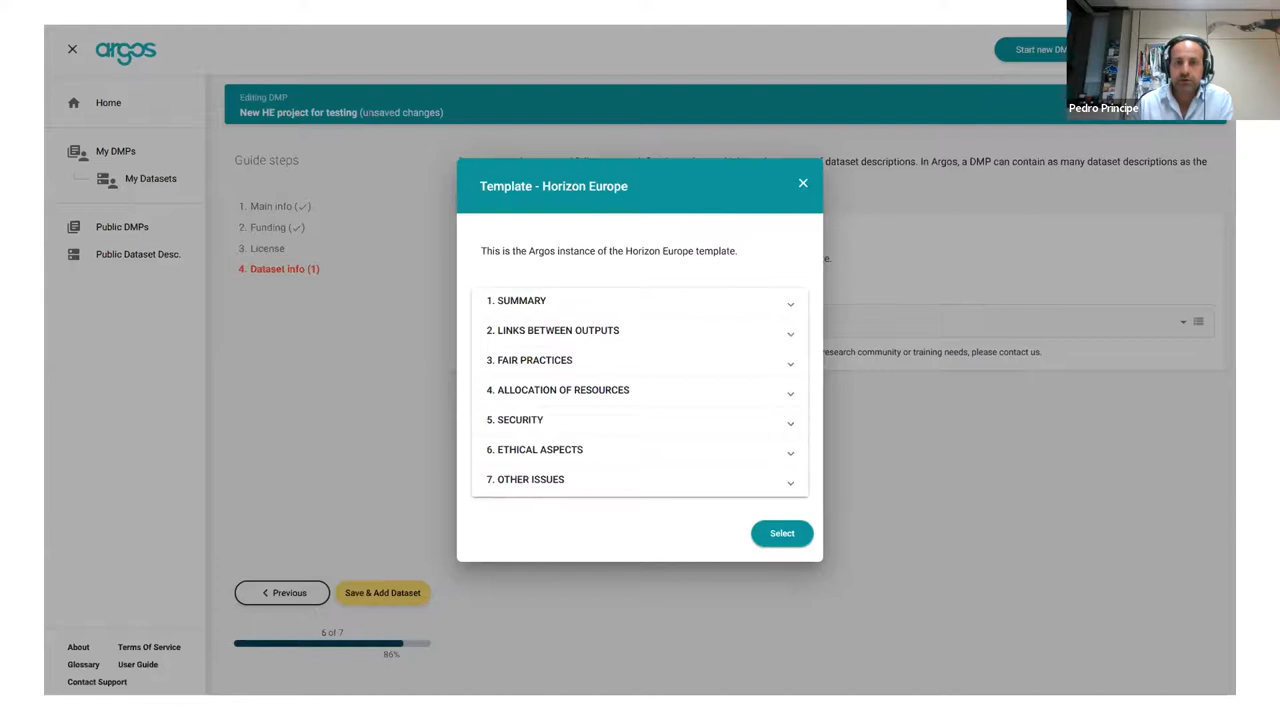 argos
Start new DM
Pedro Principe
Home
My DMPs
My Datasets
Public DMPs
Public Dataset Desc.
Editing DMP
New HE project for testing (unsaved changes)
Guide steps
1. Main info (✓)
2. Funding (✓)
3. License
4. Dataset info (1)
of dataset descriptions. In Argos, a DMP can contain as many dataset descriptions as the
te.
research community or training needs, please contact us.
Template - Horizon Europe
This is the Argos instance of the Horizon Europe template.
1. SUMMARY
2. LINKS BETWEEN OUTPUTS
3. FAIR PRACTICES
4. ALLOCATION OF RESOURCES
5. SECURITY
6. ETHICAL ASPECTS
7. OTHER ISSUES
Select
Previous
Save & Add Dataset
6 of 7
86%
About
Terms Of Service
Glossary
User Guide
Contact Support